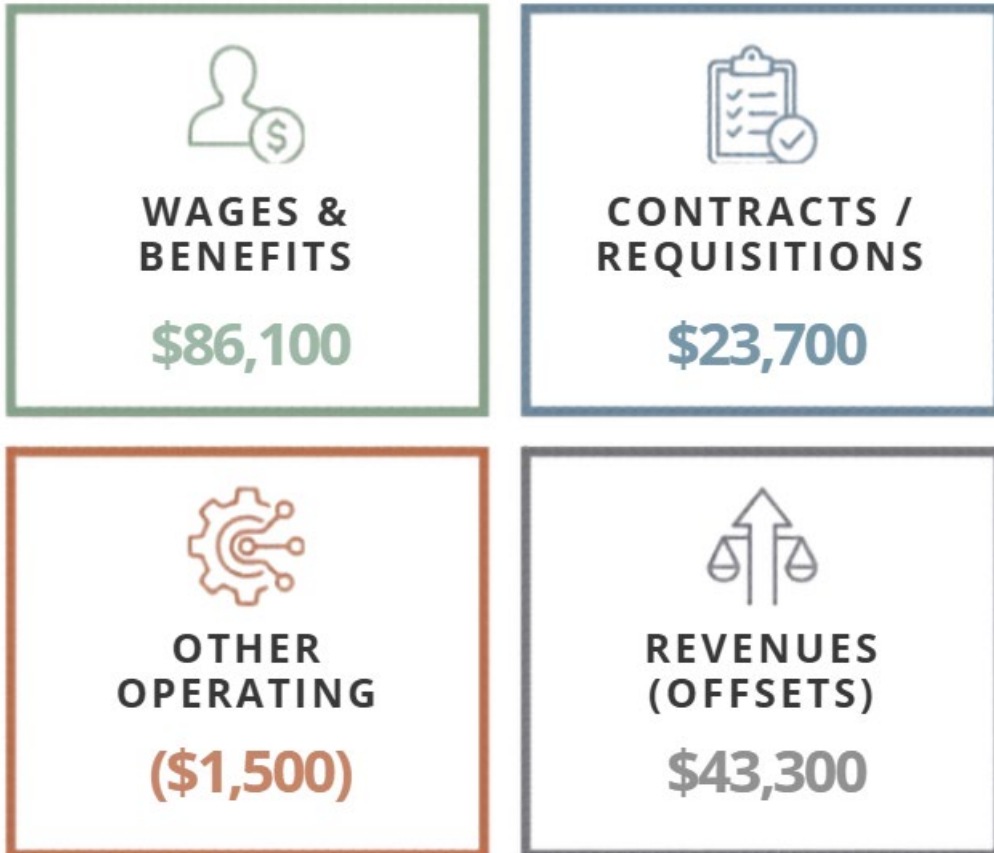 WAGES &
BENEFITS
$86,100
CONTRACTS /
REQUISITIONS
$23,700
OTHER
OPERATING
($1,500)
REVENUES
(OFFSETS)
$43,300